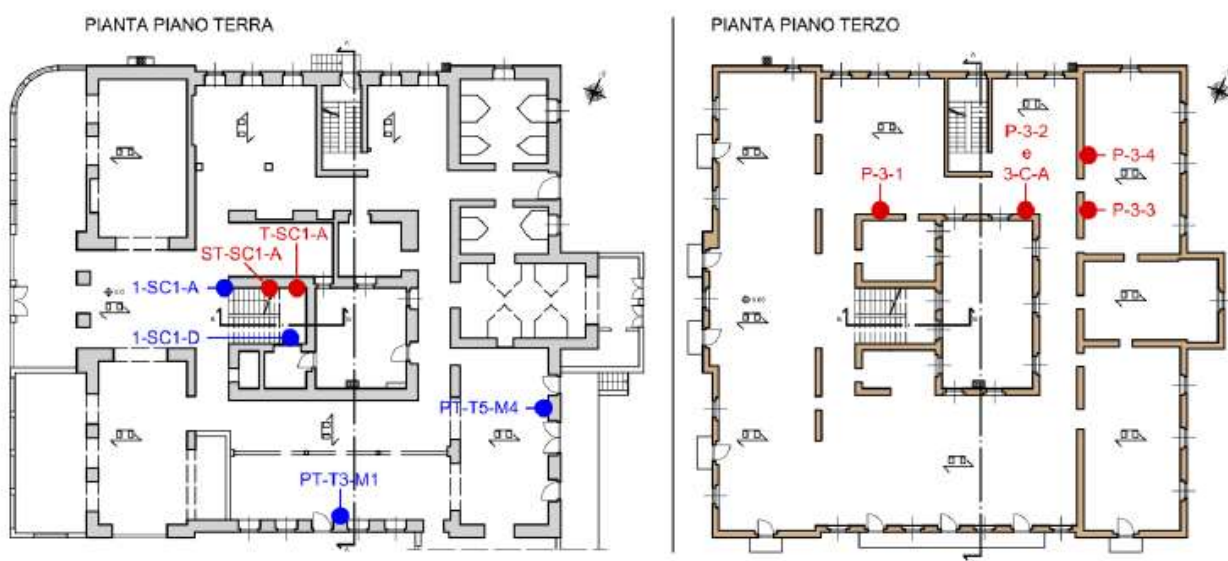 PIANTA PIANO TERRA
T-SC1-A
ST-SC1-A
1-SC1-A
1-SC1-D
PT-T5-M4
PT-T3-M1
PIANTA PIANO TERZO
P-3-2
e
3-C-A
P-3-1
P-3-4
P-3-3